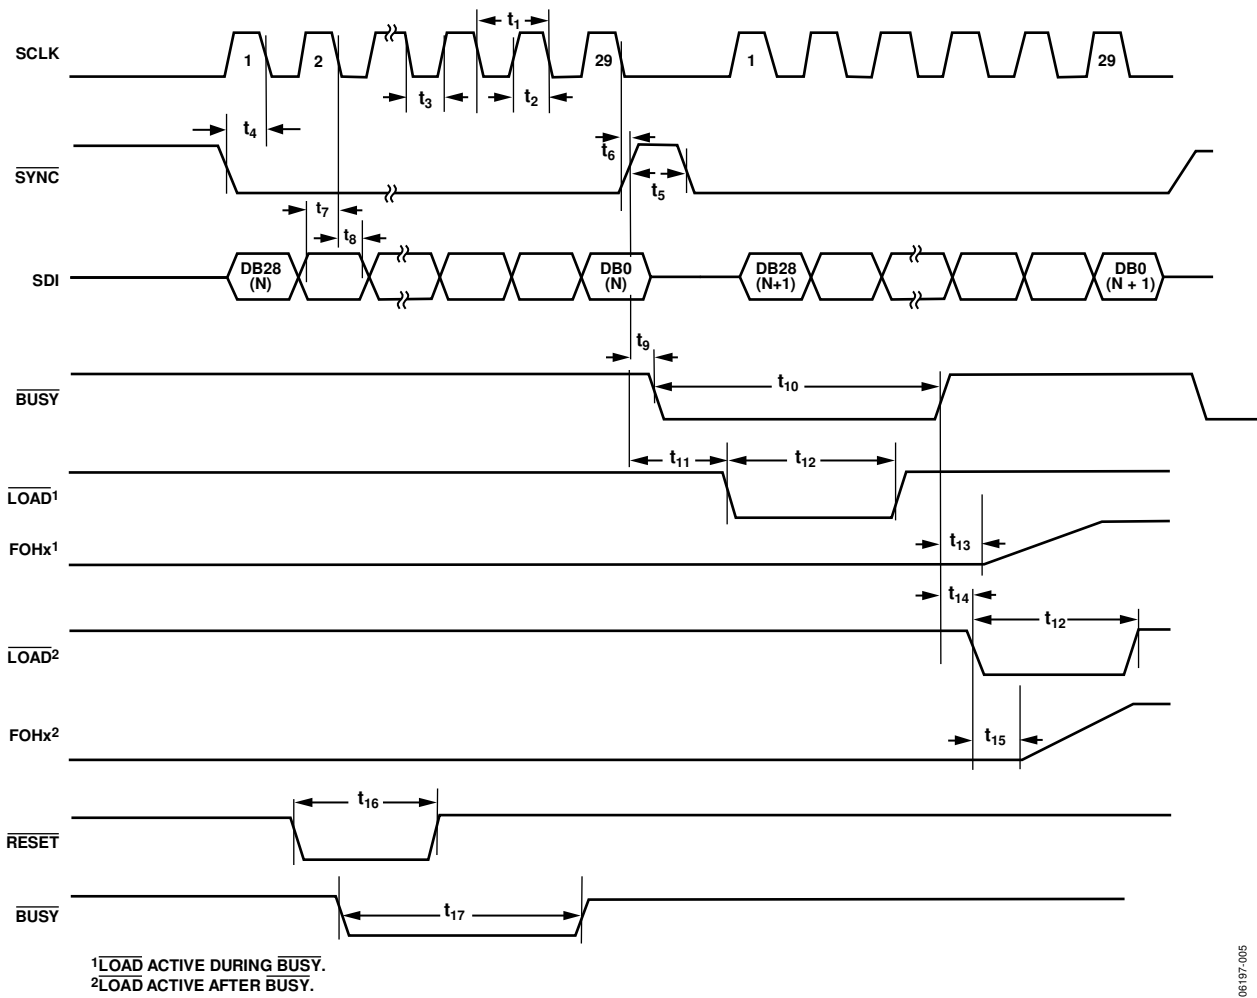 t1
SCLK
1
2
29
1
29
t3
t2
t4
t6
SYNC
t5
t7
t8
SDI
DB28
(N)
DB0
(N)
DB28
(N+1)
DB0
(N + 1)
t9
BUSY
t10
t11
t12
LOAD1
FOHx1
t13
t14
t12
LOAD2
FOHx2
t15
t16
RESET
BUSY
t17
1LOAD ACTIVE DURING BUSY.
2LOAD ACTIVE AFTER BUSY.
06197-005